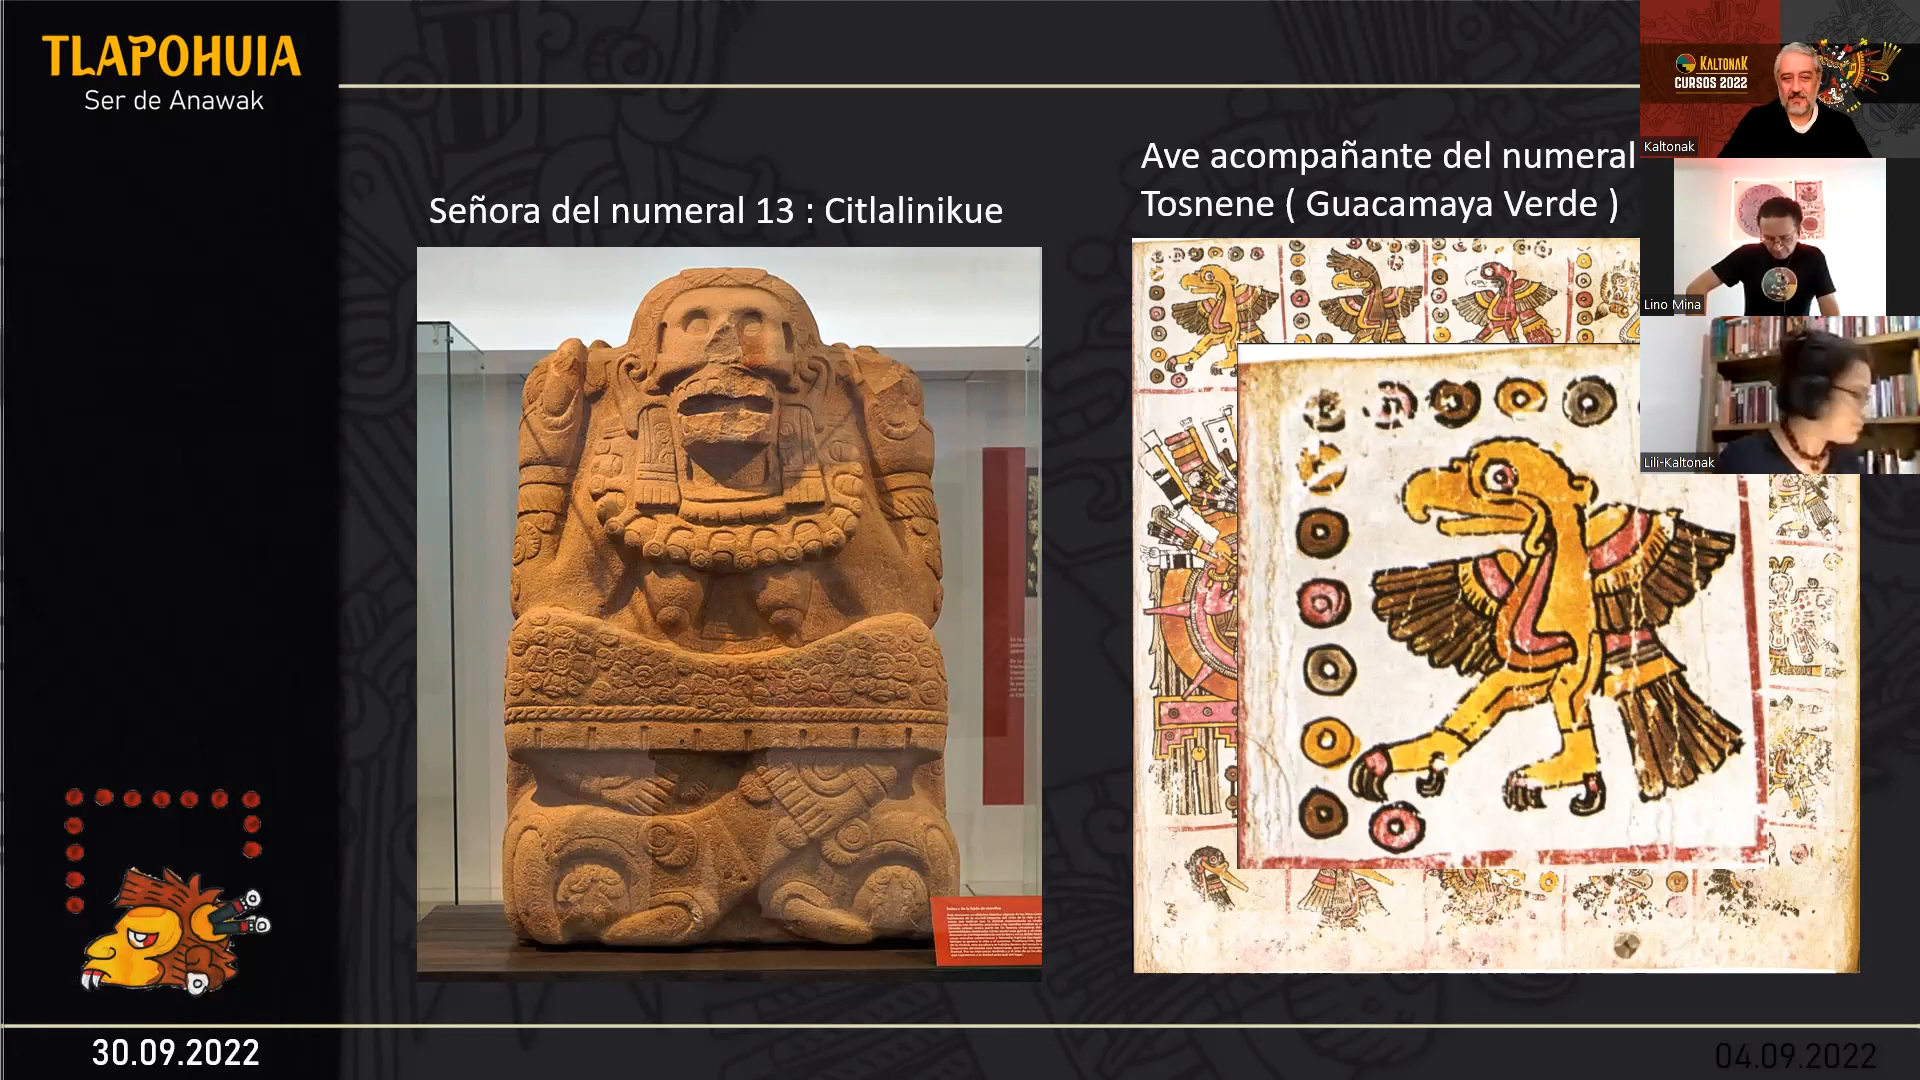 TLAPOHUIA
Ser de Anawak
Señora del numeral 13 : Citlalinikue
Ave acompañante del numeral
Tosnene ( Guacamaya Verde )
KALTONAK
CURSOS 2022
Kaltonak
Lino Mina
Lili-Kaltonak
30.09.2022
04.09.2022